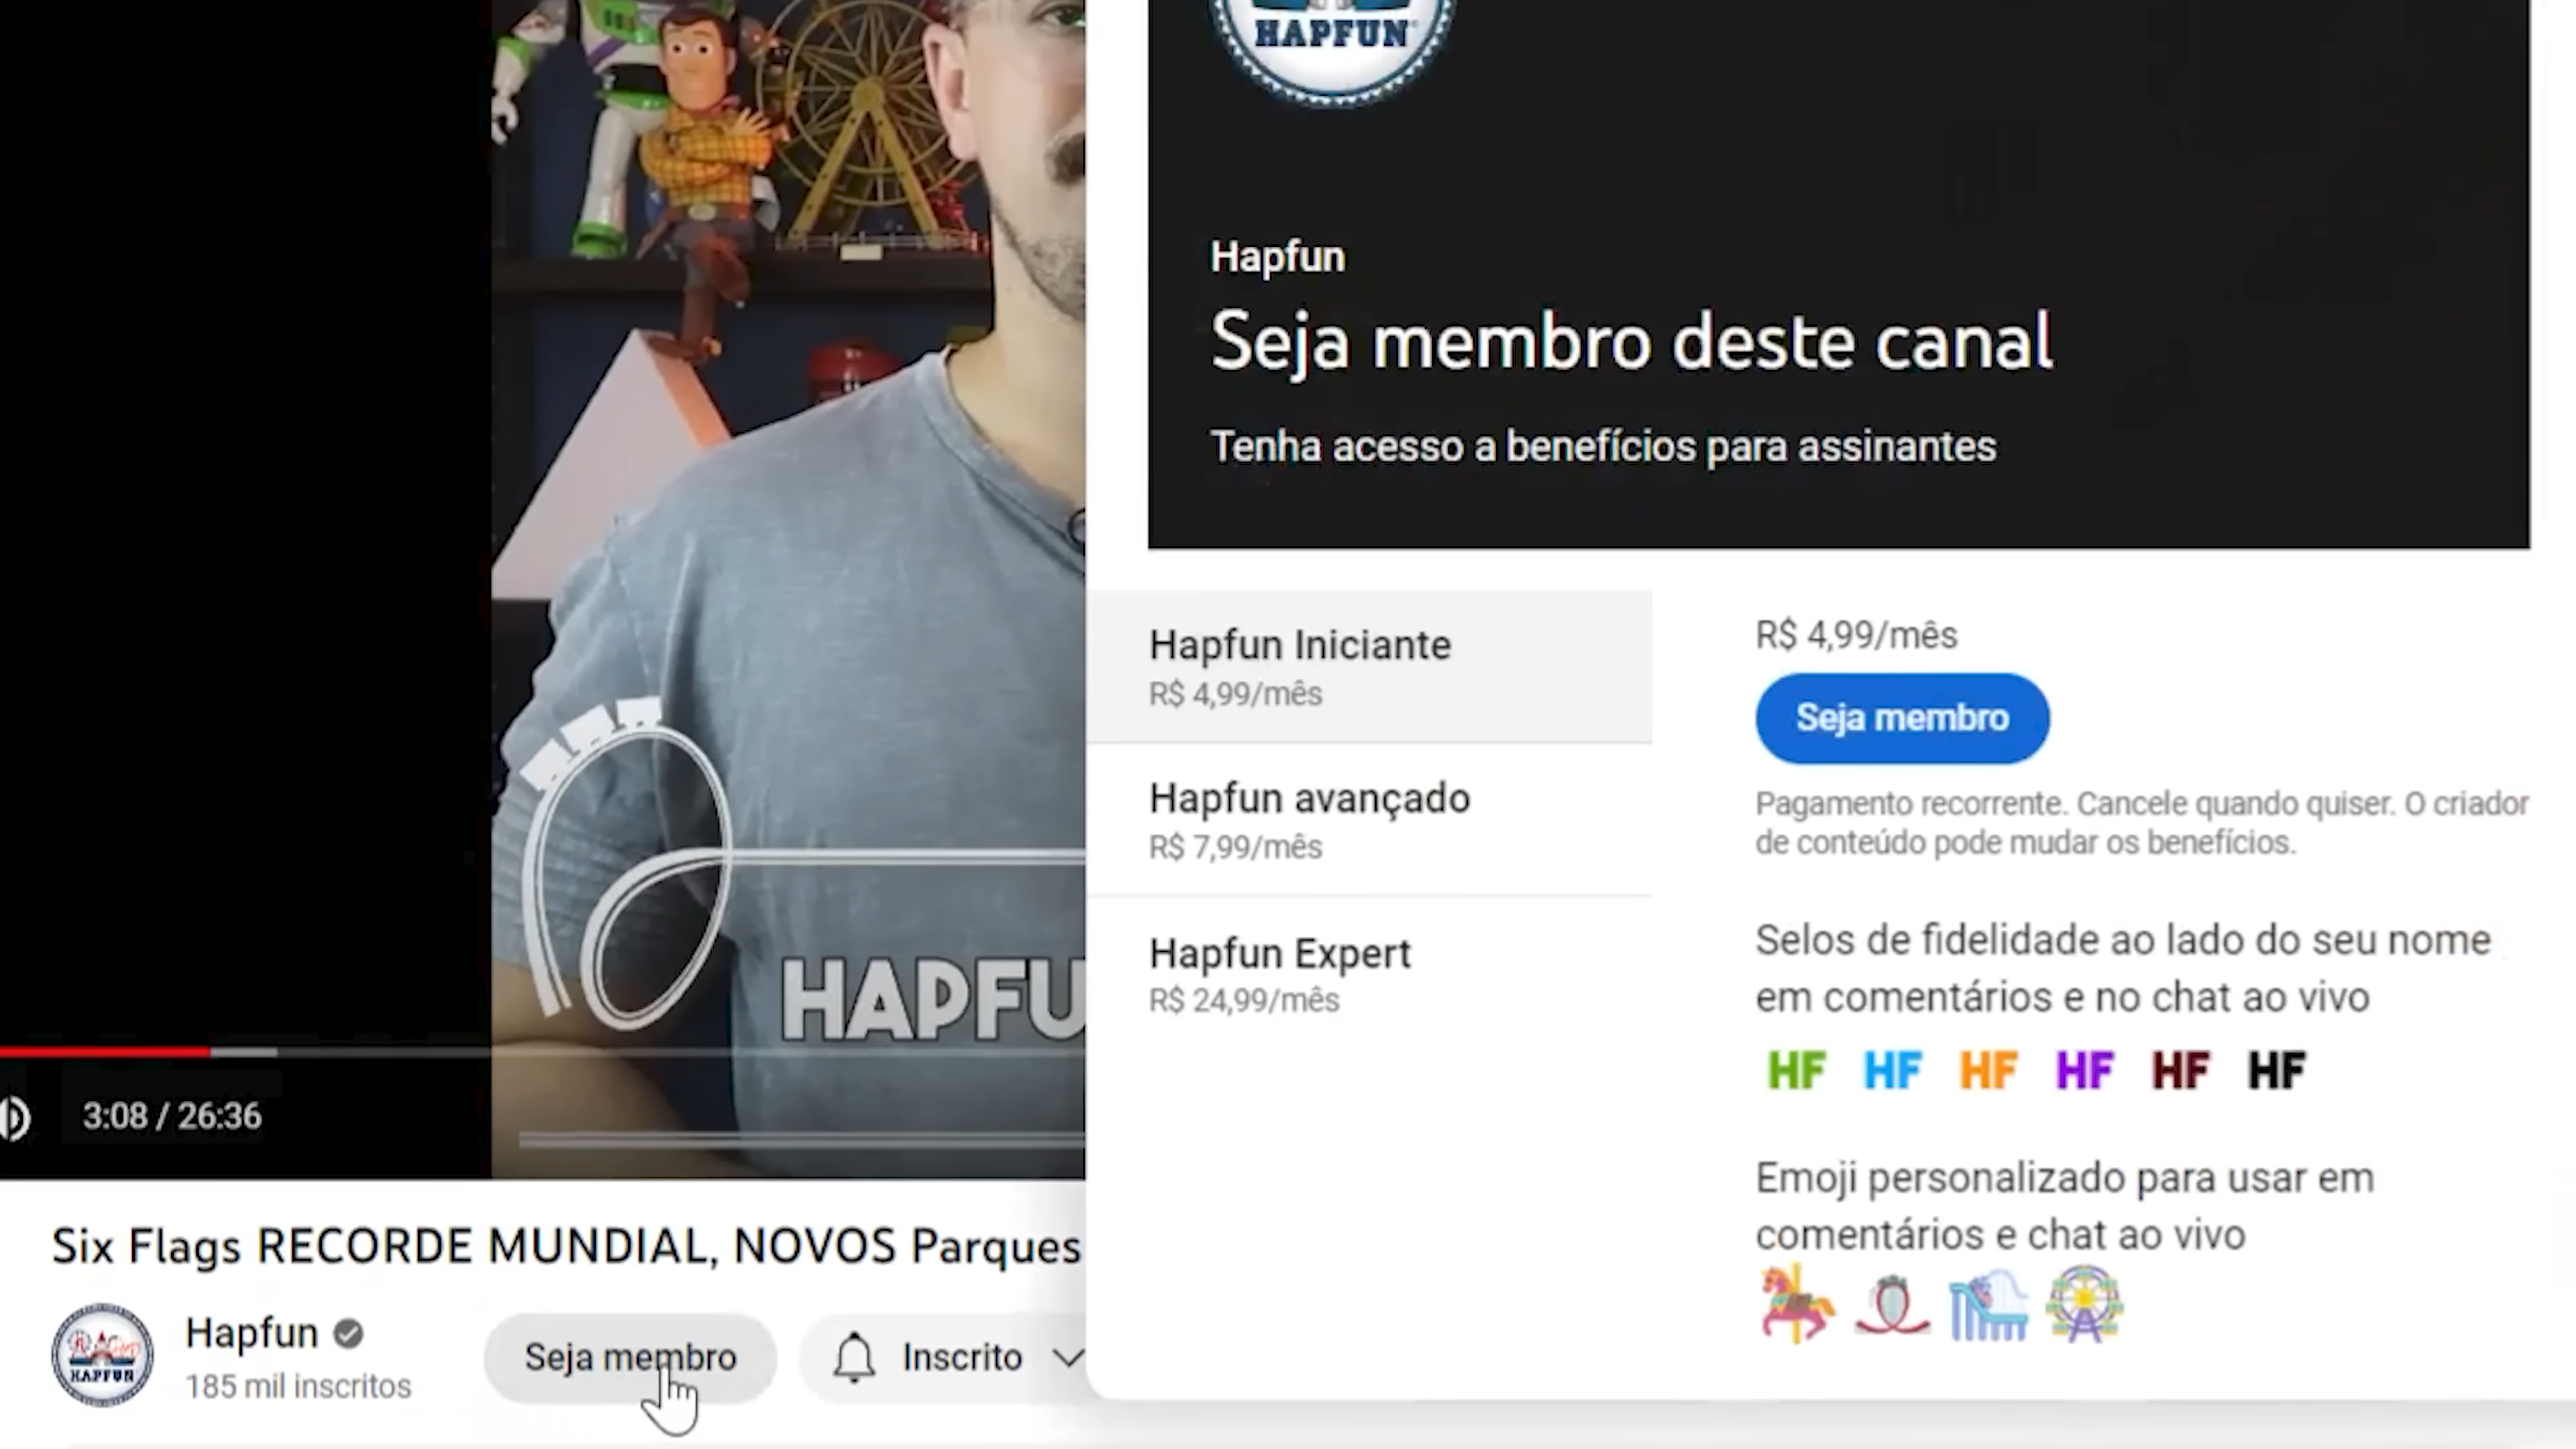 HAPFUN
Hapfun
Seja membro deste canal
Tenha acesso a benefícios para assinantes
Hapfun Iniciante
R$ 4,99/mês
Hapfun avançado
R$ 7,99/mês
Hapfun Expert
R$ 24,99/mês
R$ 4,99/mês
Seja membro
Pagamento recorrente. Cancele quando quiser. O criador
de conteúdo pode mudar os benefícios.
Selos de fidelidade ao lado do seu nome
em comentários e no chat ao vivo
HF HF HF HF HF HF
Emoji personalizado para usar em
comentários e chat ao vivo
HAPFU
3:08 / 26:36
Six Flags RECORDE MUNDIAL, NOVOS Parques
HAPFUN
Hapfun
185 mil inscritos
Seja membro
Inscrito